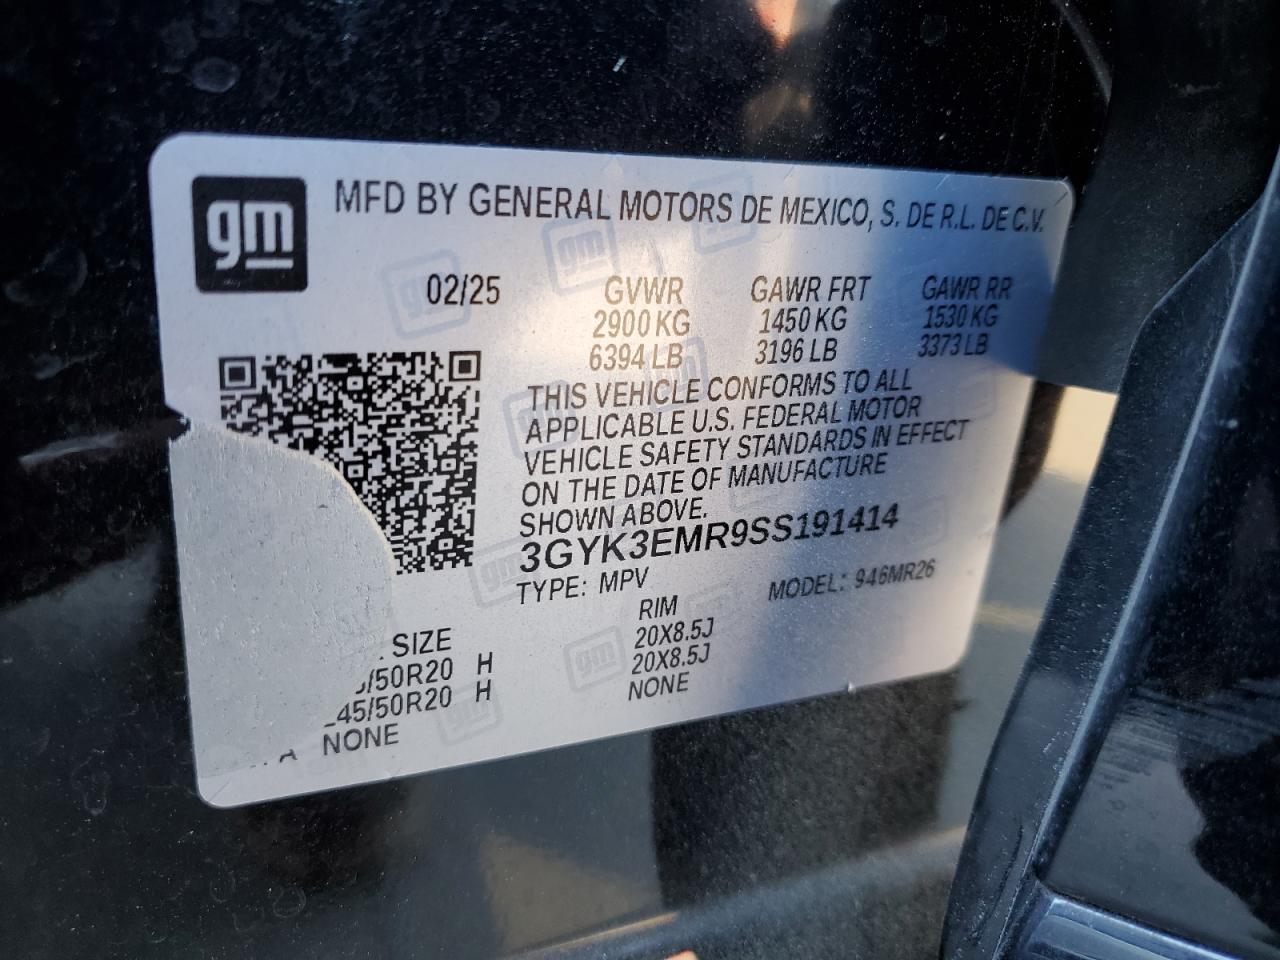 gm
MFD BY GENERAL MOTORS DE MEXICO, S. DE R.L. DE C.V.
02/25 GVWR GAWR FRT GAWR RR
2900 KG 1450 KG 1530 KG
6394 LB 3196 LB 3373 LB
THIS VEHICLE CONFORMS TO ALL
APPLICABLE U.S. FEDERAL MOTOR
VEHICLE SAFETY STANDARDS IN EFFECT
ON THE DATE OF MANUFACTURE
SHOWN ABOVE.
3GYK3EMR9SS191414
TYPE: MPV MODEL: 946MR26
SIZE RIM
/50R20 H 20X8.5J
45/50R20 H 20X8.5J
NONE NONE